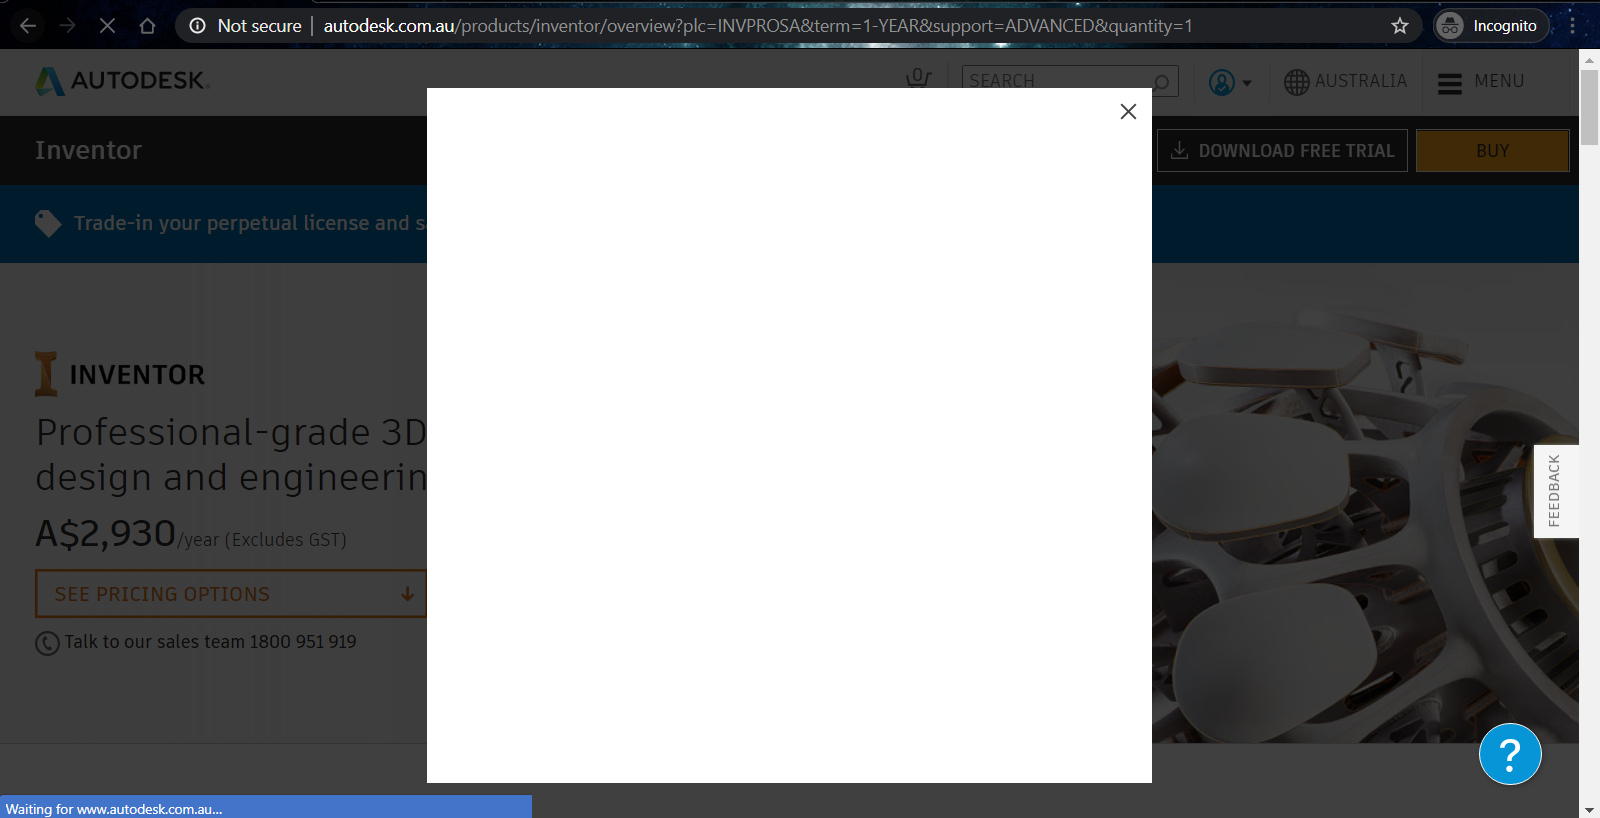 Not secure | autodesk.com.au/products/inventor/overview?plc=INVPROSA&term=1-YEAR&support=ADVANCED&quantity=1
Incognito
AUTODESK.
0
SEARCH
AUSTRALIA
MENU
Inventor
DOWNLOAD FREE TRIAL
BUY
Trade-in your perpetual license and s
INVENTOR
Professional-grade 3D
design and engineerin
A$2,930/year (Excludes GST)
SEE PRICING OPTIONS
Talk to our sales team 1800 951 919
FEEDBACK
?
Waiting for www.autodesk.com.au...